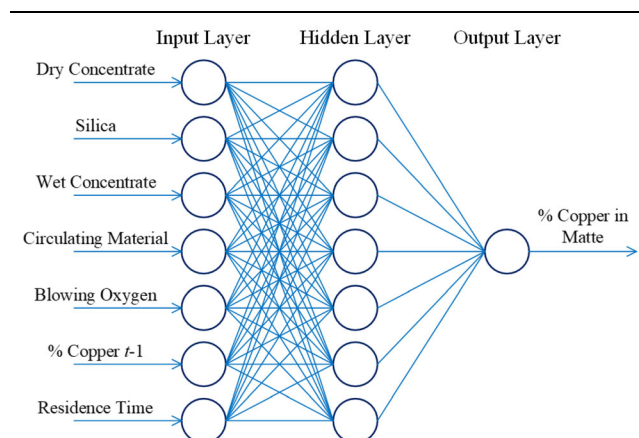 Input Layer Hidden Layer Output Layer
Dry Concentrate
Silica
Wet Concentrate
% Copper in
Matte
Circulating Material
Blowing Oxygen
% Copper t-1
Residence Time